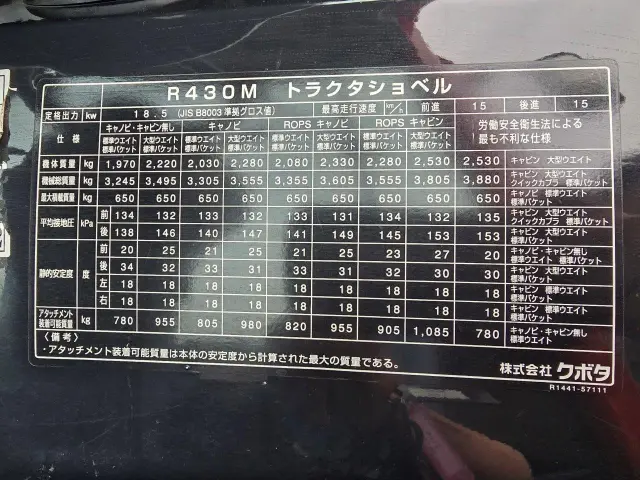 R430M トラクタショベル
定格出力 kw 18.5 (JIS B8003 準拠グロス値) 最高走行速度 km/h 前進 15 後進 15
仕様 キャノピ・キャビン無し キャノピ ROPS キャノピ ROPS キャビン 労働安全衛生法による最も不利な仕様
標準ウエイト標準バケット 大型ウエイト標準バケット 標準ウエイト標準バケット 大型ウエイト標準バケット 標準ウエイト標準バケット 大型ウエイト標準バケット 標準ウエイト標準バケット 大型ウエイト標準バケット
機体質量 kg 1,970 2,220 2,030 2,280 2,080 2,330 2,280 2,530 2,530 キャビン 大型ウエイト
機械総質量 kg 3,245 3,495 3,305 3,555 3,355 3,605 3,555 3,805 3,880 キャビン 大型ウエイト クイックカプラ 標準バケット
最大積載質量 kg 650 650 650 650 650 650 650 650 650 キャノピ 標準ウエイト 標準バケット
平均接地圧 kPa 前 134 132 133 132 133 131 134 132 135 キャビン 大型ウエイト クイックカプラ 標準バケット
後 138 146 140 147 141 149 145 153 153 キャビン 大型ウエイト 標準バケット
静的安定度 度 前 20 25 21 25 21 25 23 27 20 キャノピ・キャビン無し 標準ウエイト 標準バケット
後 34 32 33 31 33 31 32 30 30 キャビン 大型ウエイト 標準バケット
左 18 18 18 18 18 18 18 18 18 キャビン 標準ウエイト 標準バケット
右 18 18 18 18 18 18 18 18 18 キャビン 標準ウエイト 標準バケット
アタッチメント装着可能質量 kg 780 955 805 980 820 955 905 1,085 780 キャノピ・キャビン無し 標準ウエイト
〈備考〉
・アタッチメント装着可能質量は本体の安定度から計算された最大の質量である。
株式会社 クボタ
R1441-57111